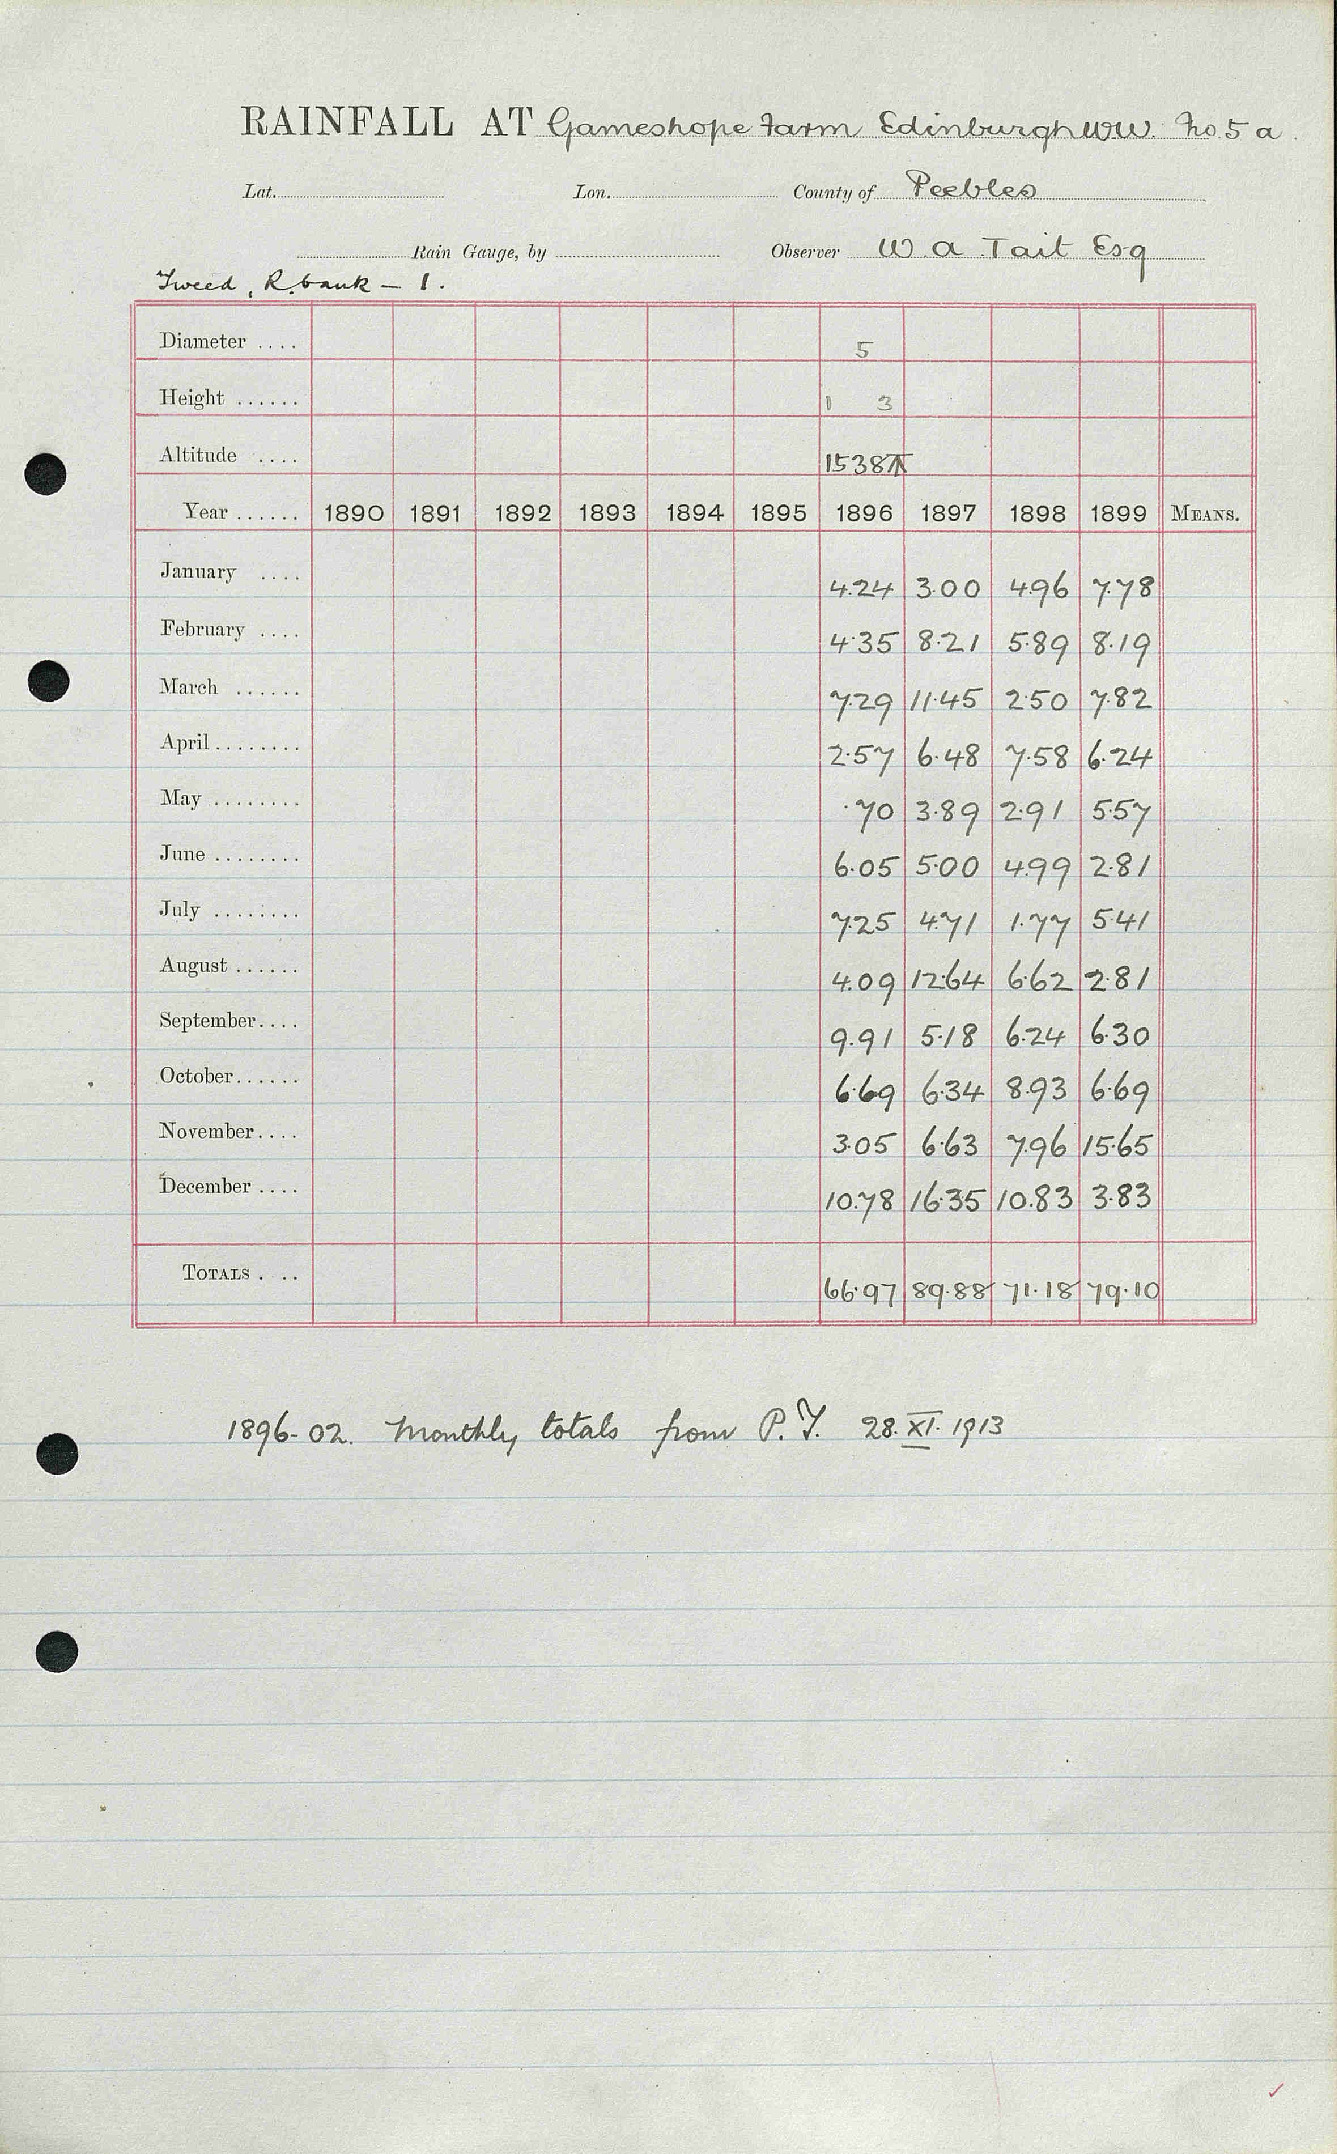 RAINFALL AT Gameshope Farm Edinburgh WW. No 5 a.
Lat. Lon. County of Peebles
Rain Gauge, by Observer W A Tait Esq
Tweed, R. bank – 1.
Diameter .... 5
Height ...... 1 3
Altitude .... 1538
Year ...... 1890 1891 1892 1893 1894 1895 1896 1897 1898 1899 MEANS.
January .... 4.24 3.00 4.96 7.78
February .... 4.35 8.21 5.89 8.19
March ...... 7.29 11.45 2.50 7.82
April ........ 2.57 6.48 7.58 6.24
May ........ .70 3.89 2.91 5.57
June ........ 6.05 5.00 4.99 2.81
July ........ 7.25 4.71 1.77 5.41
August ...... 4.09 12.64 6.62 2.81
September .... 9.91 5.18 6.24 6.30
October ...... 6.69 6.34 8.93 6.69
November .... 3.05 6.63 7.96 15.65
December .... 10.78 16.35 10.83 3.83
TOTALS . .. 66.97 89.88 71.18 79.10
1896-02. Monthly totals from P.T. 28.XI.1913